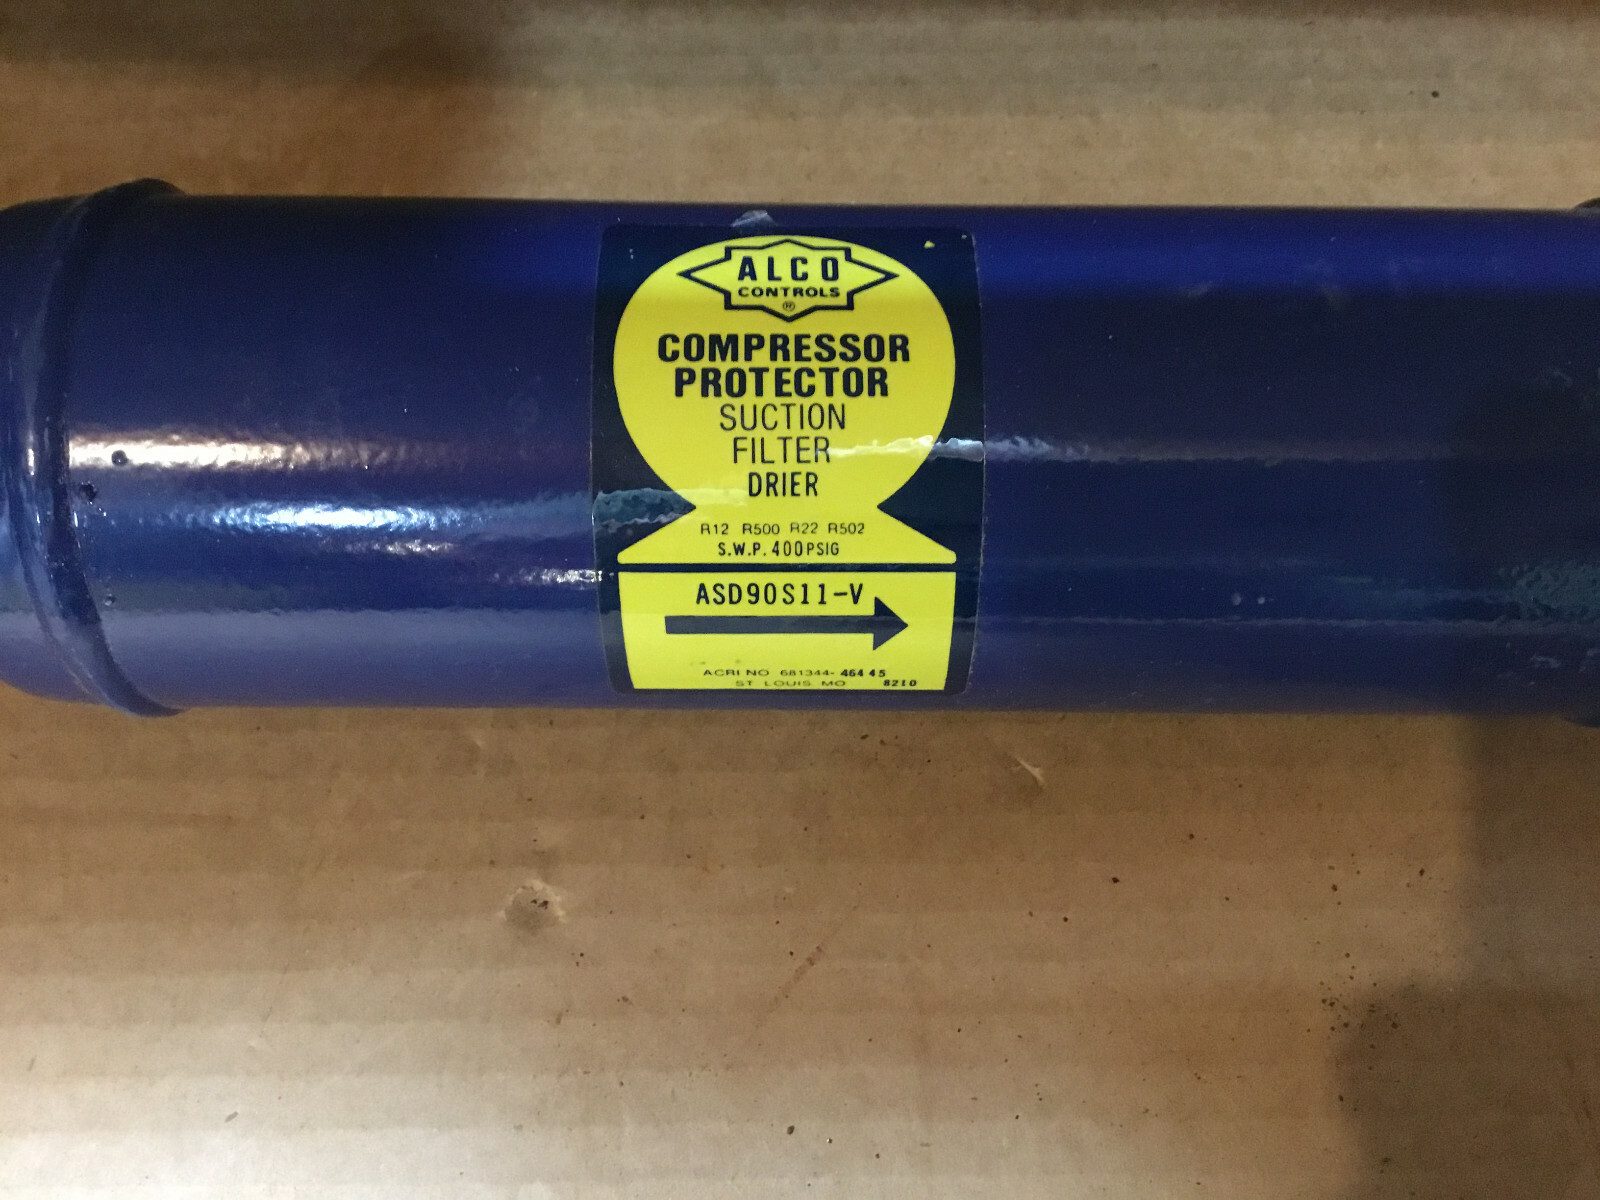 ALCO
CONTROLS
®
COMPRESSOR
PROTECTOR
SUCTION
FILTER
DRIER
R12 R500 R22 R502
S.W.P. 400PSIG
ASD90S11-V
ACRI NO 681344- 464 45
ST LOUIS MO 8210